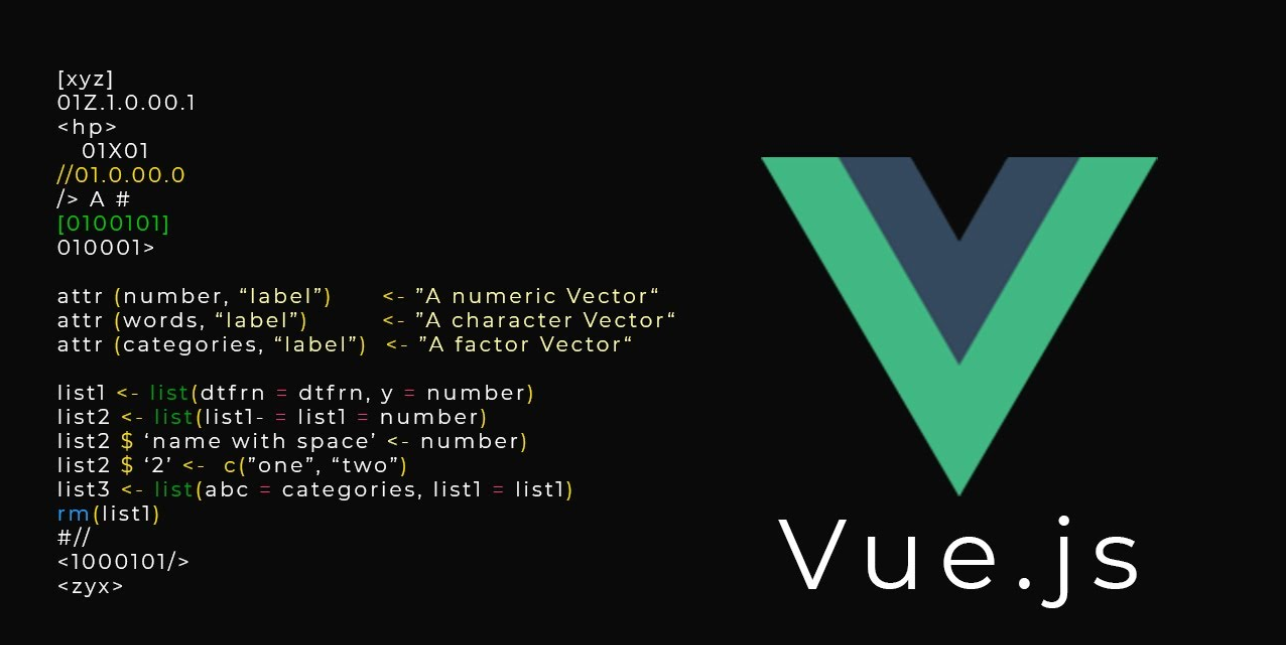 [xyz]
01Z.1.0.00.1
<hp>
01X01
//01.0.00.0
/> A #
[0100101]
010001>
attr (number, “label”) <- ”A numeric Vector“
attr (words, “label”) <- ”A character Vector“
attr (categories, “label”) <- ”A factor Vector“
list1 <- list(dtfrn = dtfrn, y = number)
list2 <- list(list1- = list1 = number)
list2 $ ‘name with space’ <- number)
list2 $ ‘2’ <- c(”one”, “two”)
list3 <- list(abc = categories, list1 = list1)
rm(list1)
#//
<1000101/>
<zyx>
Vue.js